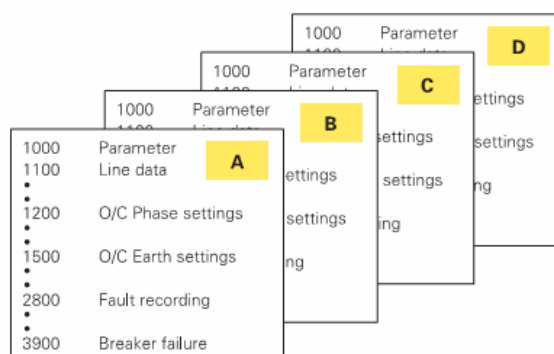 1000 Parameter
D
ettings
settings
ng
1000 Parameter
C
settings
settings
ing
1000 Parameter
B
ettings
settings
ng
1000 Parameter
A
1100 Line data
1200 O/C Phase settings
1500 O/C Earth settings
2800 Fault recording
3900 Breaker failure